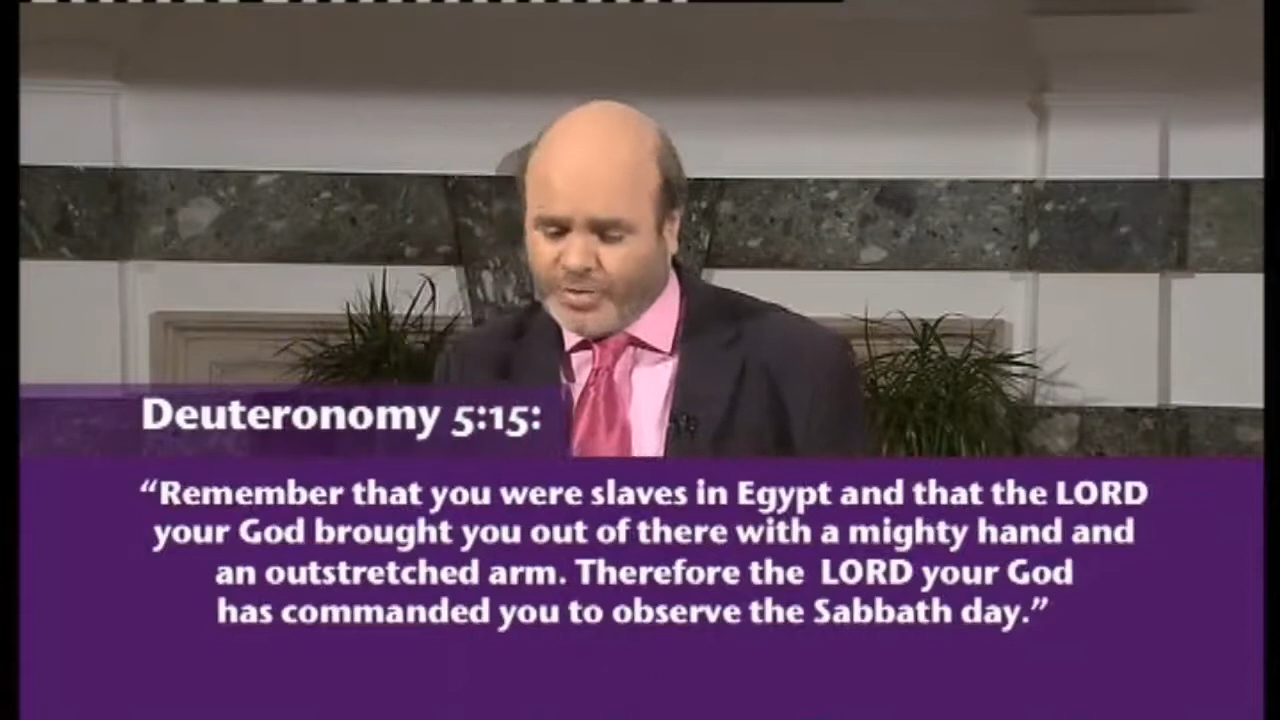 Deuteronomy 5:15:
“Remember that you were slaves in Egypt and that the LORD
your God brought you out of there with a mighty hand and
an outstretched arm. Therefore the LORD your God
has commanded you to observe the Sabbath day.”